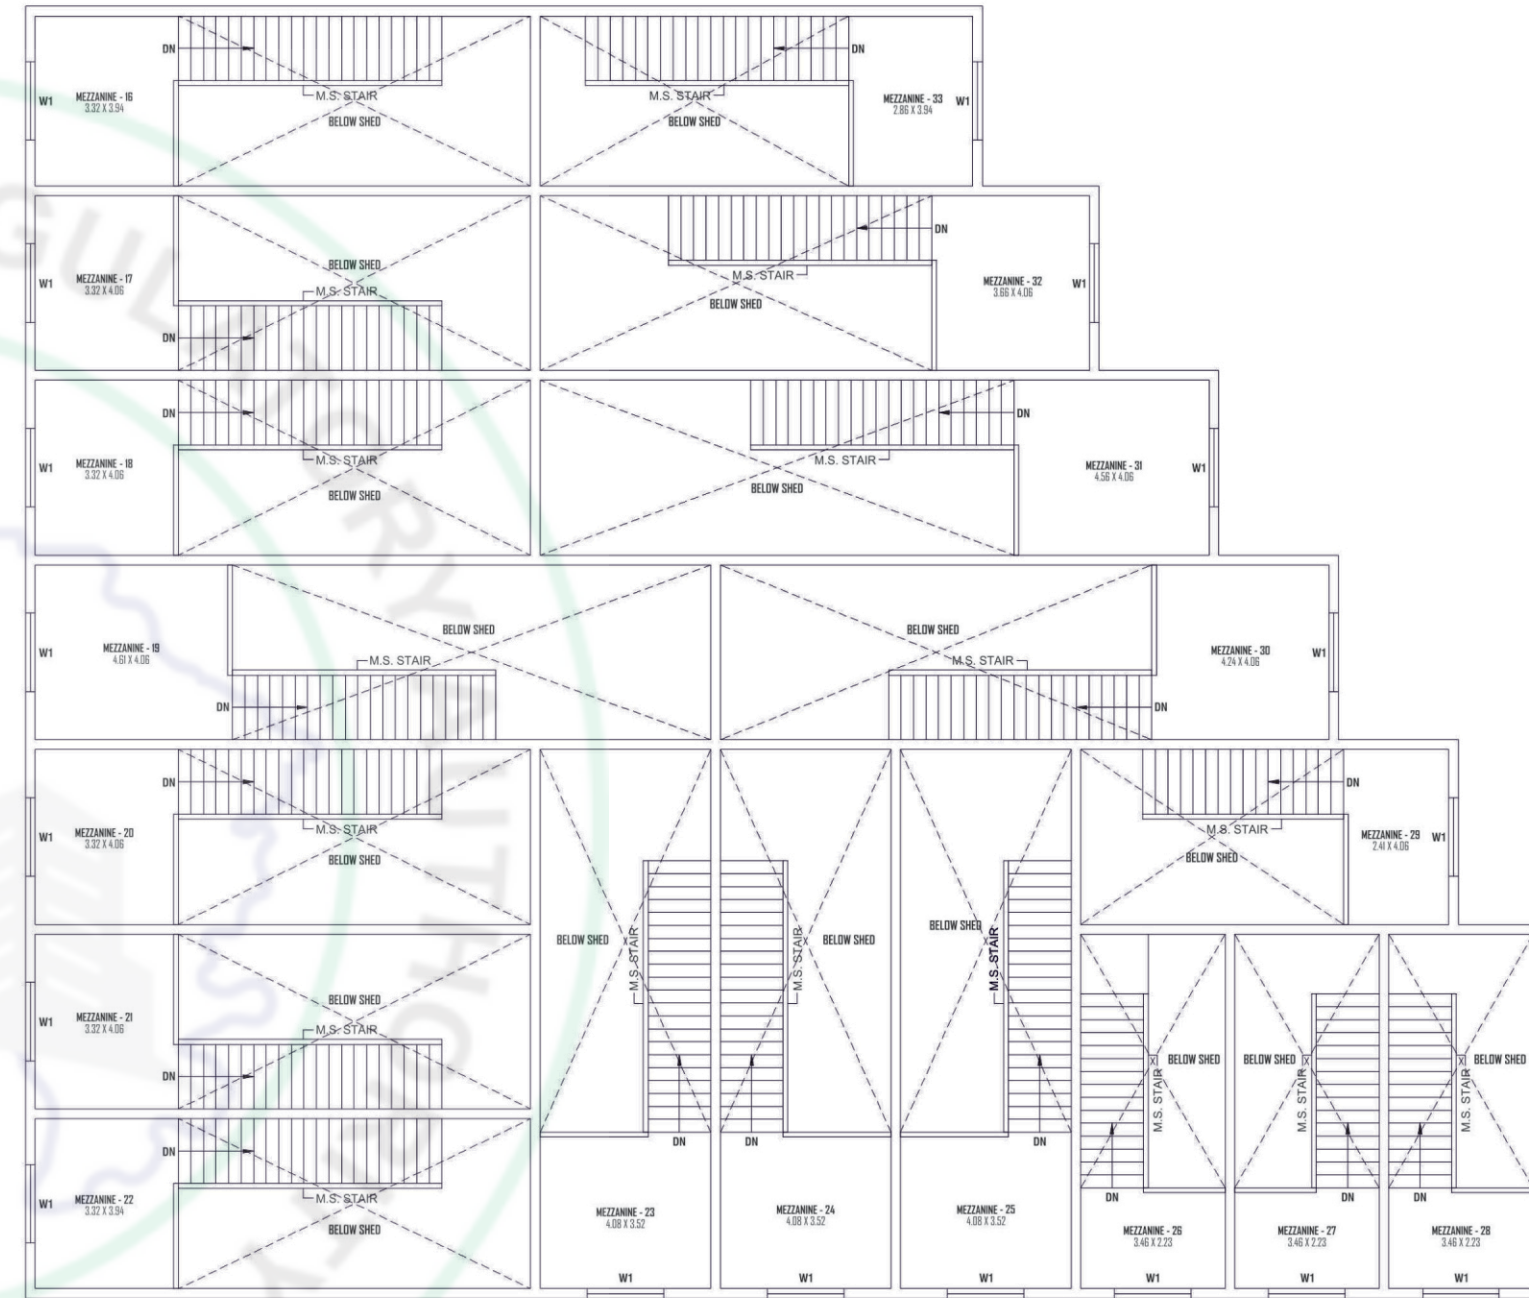 DN
M.S. STAIR
BELOW SHED
W1
MEZZANINE - 16
3.32 X 3.94
DN
M.S. STAIR
BELOW SHED
MEZZANINE - 33
2.86 X 3.94
W1
BELOW SHED
M.S. STAIR
W1
MEZZANINE - 17
3.32 X 4.06
DN
DN
M.S. STAIR
BELOW SHED
MEZZANINE - 32
3.66 X 4.06
W1
DN
M.S. STAIR
BELOW SHED
W1
MEZZANINE - 18
3.32 X 4.06
DN
M.S. STAIR
BELOW SHED
MEZZANINE - 31
4.56 X 4.06
W1
W1
MEZZANINE - 19
4.61 X 4.06
BELOW SHED
M.S. STAIR
DN
BELOW SHED
M.S. STAIR
DN
MEZZANINE - 30
4.24 X 4.06
W1
DN
M.S. STAIR
BELOW SHED
W1
MEZZANINE - 20
3.32 X 4.06
DN
M.S. STAIR
BELOW SHED
MEZZANINE - 29
2.41 X 4.06
W1
BELOW SHED
M.S. STAIR
W1
MEZZANINE - 21
3.32 X 4.06
DN
DN
M.S. STAIR
BELOW SHED
W1
MEZZANINE - 22
3.32 X 3.94
BELOW SHED
M.S. STAIR
DN
MEZZANINE - 23
4.08 X 3.52
W1
M.S. STAIR
BELOW SHED
DN
MEZZANINE - 24
4.08 X 3.52
W1
BELOW SHED
M.S. STAIR
DN
MEZZANINE - 25
4.08 X 3.52
W1
BELOW SHED
M.S. STAIR
DN
MEZZANINE - 26
3.46 X 2.23
W1
BELOW SHED
M.S. STAIR
DN
MEZZANINE - 27
3.46 X 2.23
W1
BELOW SHED
M.S. STAIR
DN
MEZZANINE - 28
3.46 X 2.23
W1
GULATORY AUTHORITY